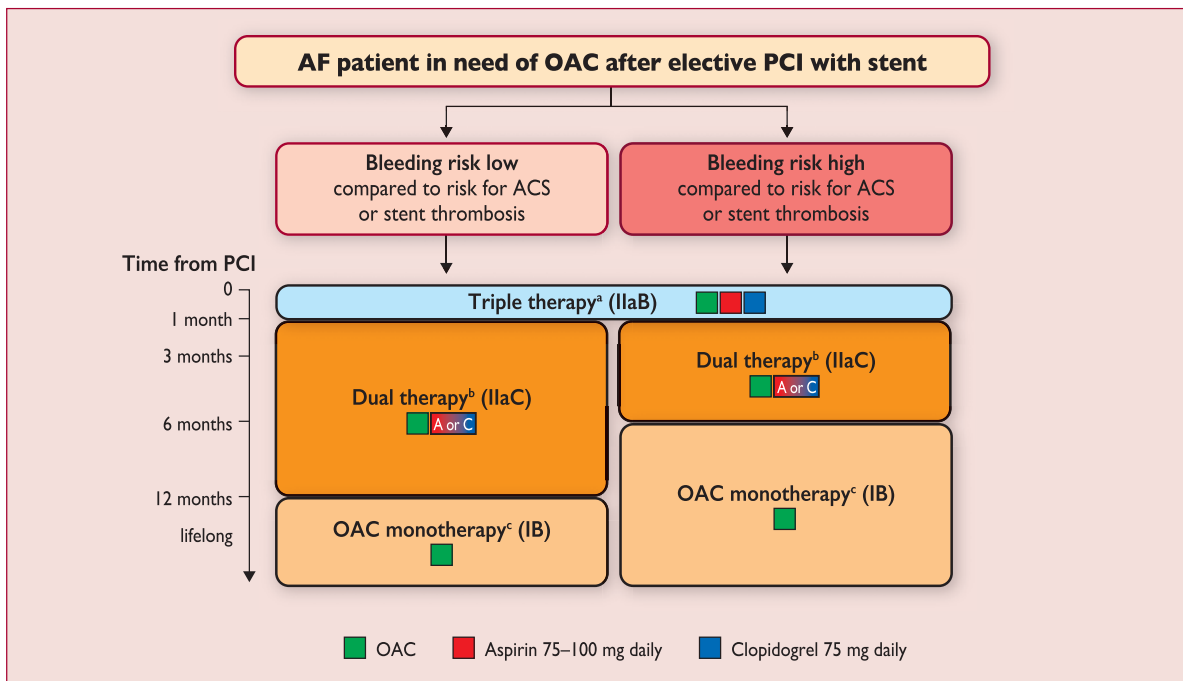 AF patient in need of OAC after elective PCI with stent
Bleeding risk low
compared to risk for ACS
or stent thrombosis
Bleeding risk high
compared to risk for ACS
or stent thrombosis
Time from PCI
0
1 month
3 months
6 months
12 months
lifelong
Triple therapyᵃ (IIaB)
Dual therapyᵇ (IIaC)
A or C
Dual therapyᵇ (IIaC)
A or C
OAC monotherapyᶜ (IB)
OAC monotherapyᶜ (IB)
OAC
Aspirin 75–100 mg daily
Clopidogrel 75 mg daily